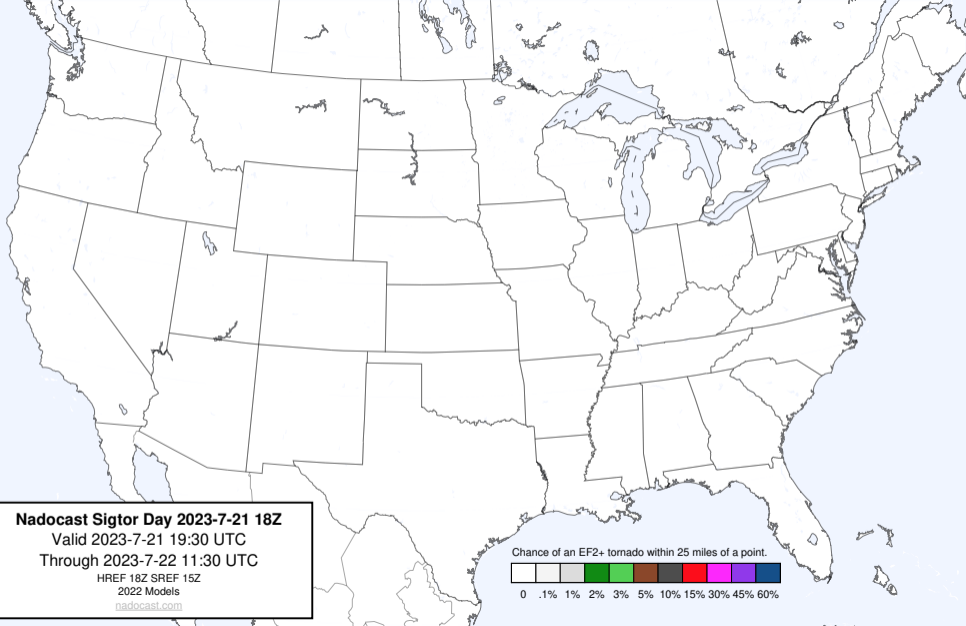 Nadocast Sigtor Day 2023-7-21 18Z
Valid 2023-7-21 19:30 UTC
Through 2023-7-22 11:30 UTC
HREF 18Z SREF 15Z
2022 Models
nadocast.com
Chance of an EF2+ tornado within 25 miles of a point.
0 .1% 1% 2% 3% 5% 10% 15% 30% 45% 60%